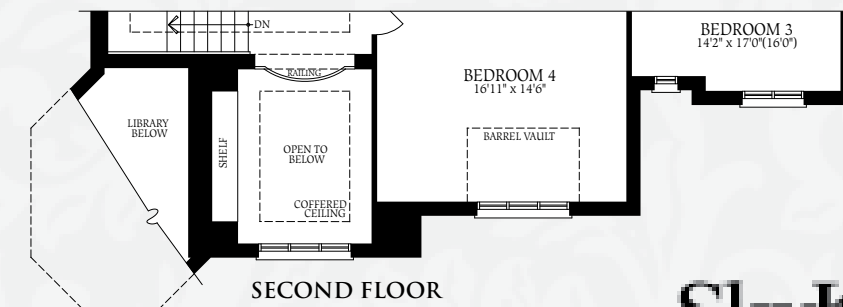 DN
BEDROOM 3
14'2" x 17'0"(16'0")
RAILING
BEDROOM 4
16'11" x 14'6"
LIBRARY
BELOW
SHELF
OPEN TO
BELOW
BARREL VAULT
COFFERED
CEILING
SECOND FLOOR